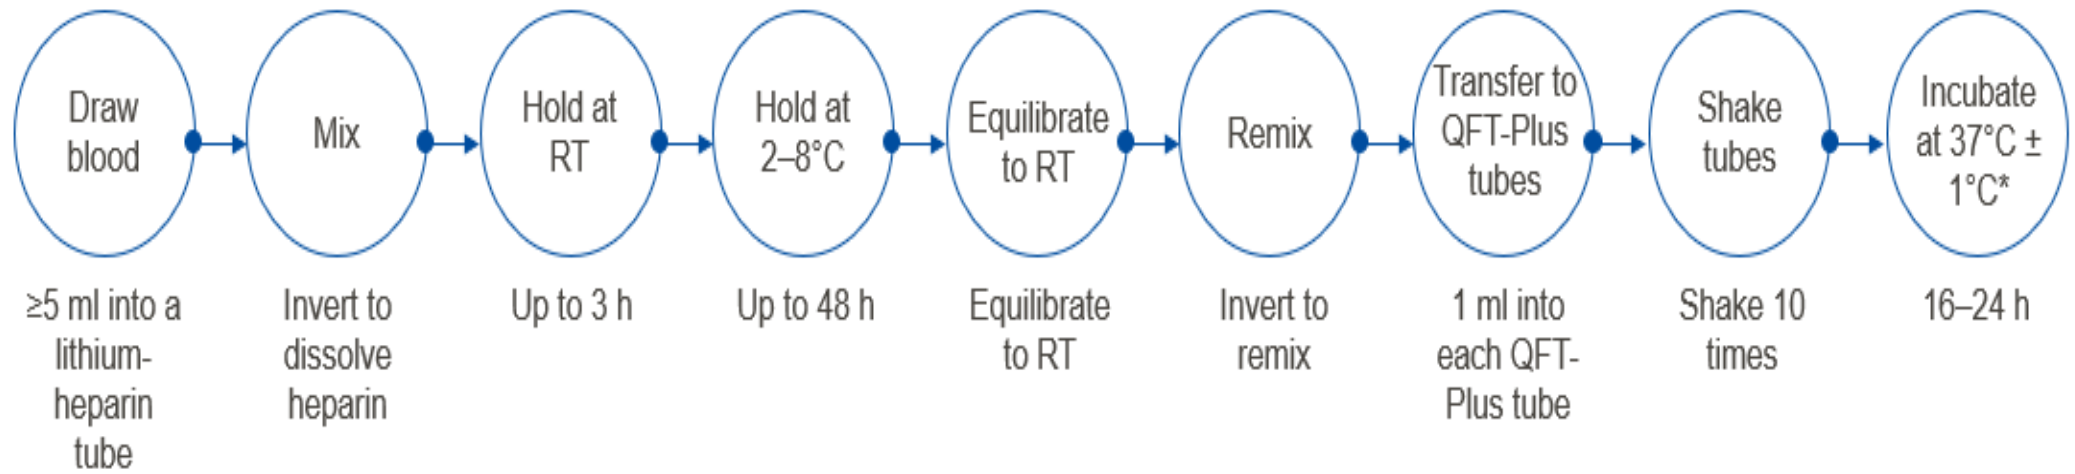 Draw
blood
Mix
Hold at
RT
Hold at
2–8°C
Equilibrate
to RT
Remix
Transfer to
QFT-Plus
tubes
Shake
tubes
Incubate
at 37°C ±
1°C*
≥5 ml into a
lithium-
heparin
tube
Invert to
dissolve
heparin
Up to 3 h
Up to 48 h
Equilibrate
to RT
Invert to
remix
1 ml into
each QFT-
Plus tube
Shake 10
times
16–24 h